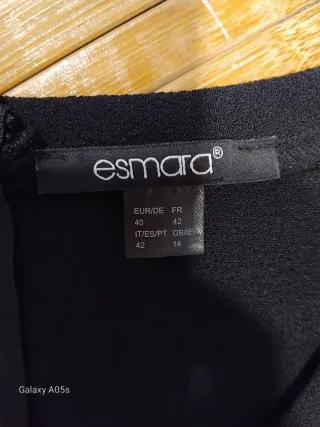 esmara®
EUR/DE FR
40 42
IT/ES/PT GB/IE
42 14
Galaxy A05s